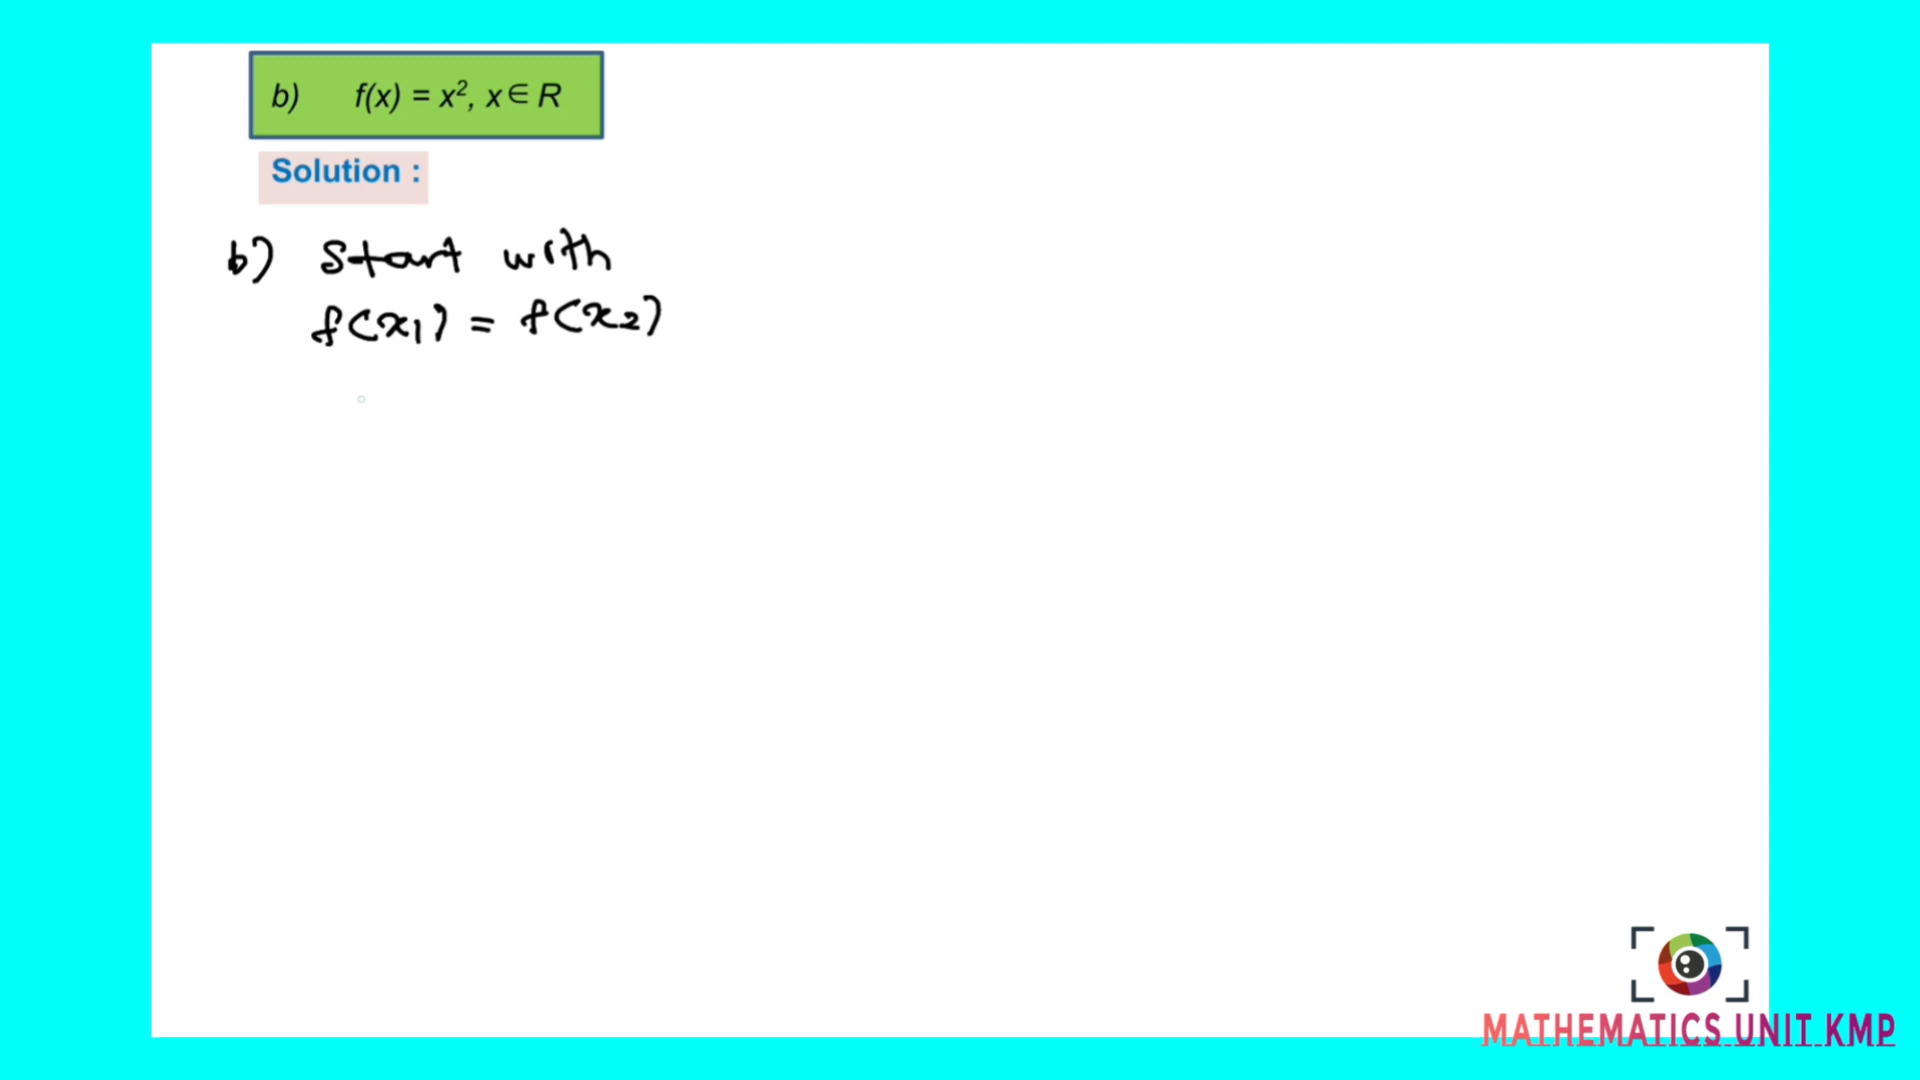 b) f(x) = x², x ∈ R
Solution :
b) start with
f(x₁) = f(x₂)
MATHEMATICS UNIT KMP